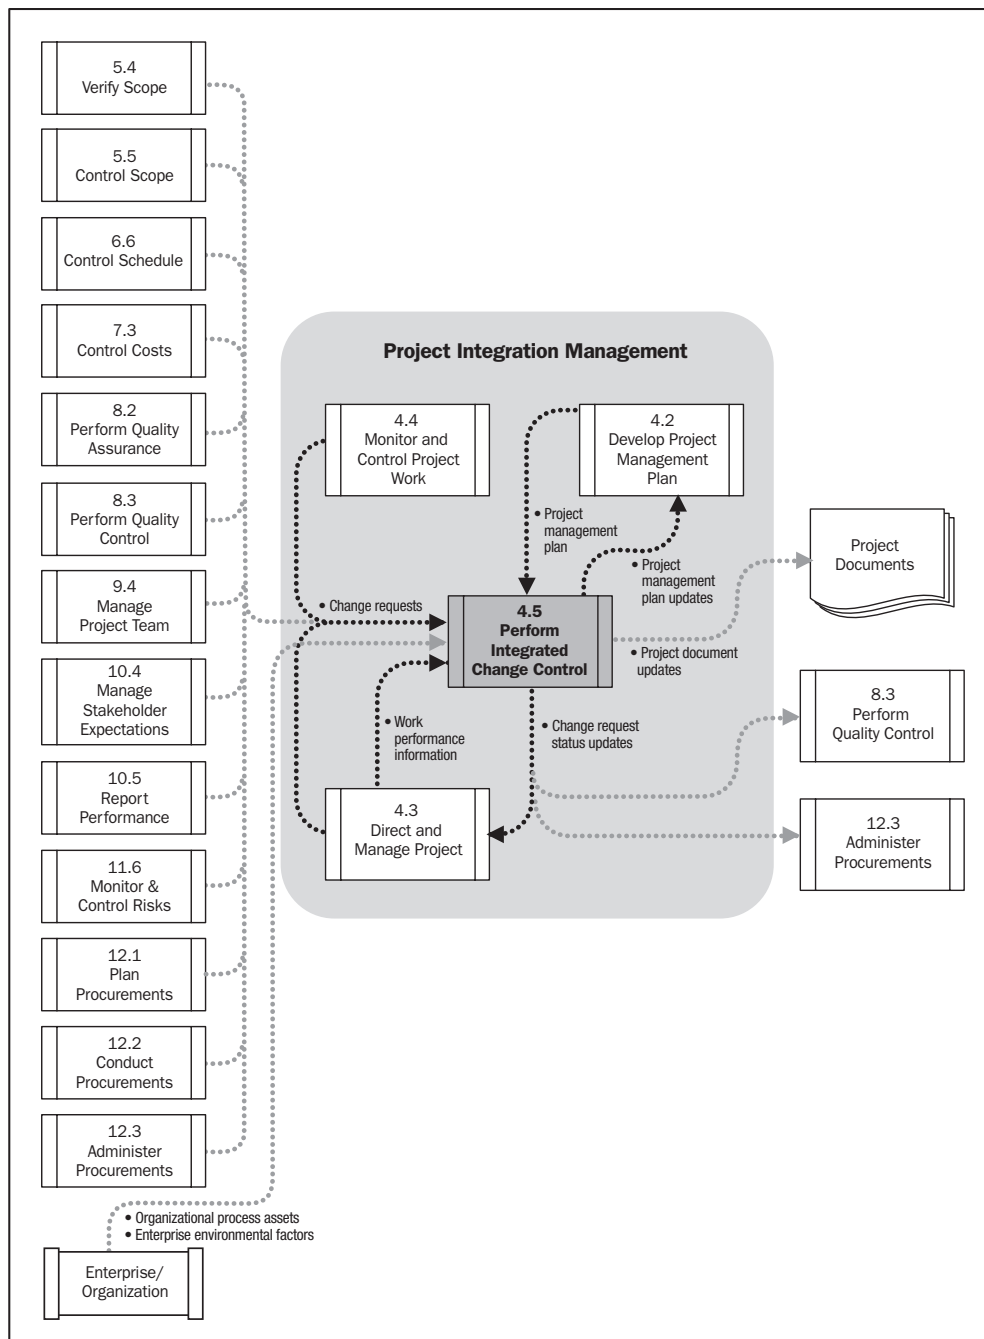 5.4
Verify Scope
5.5
Control Scope
6.6
Control Schedule
7.3
Control Costs
8.2
Perform Quality
Assurance
8.3
Perform Quality
Control
9.4
Manage
Project Team
10.4
Manage
Stakeholder
Expectations
10.5
Report
Performance
11.6
Monitor &
Control Risks
12.1
Plan
Procurements
12.2
Conduct
Procurements
12.3
Administer
Procurements
• Organizational process assets
• Enterprise environmental factors
Enterprise/
Organization
Project Integration Management
4.4
Monitor and
Control Project
Work
4.2
Develop Project
Management
Plan
• Project
management
plan
• Project
management
plan updates
• Change requests
4.5
Perform
Integrated
Change Control
• Project document
updates
• Work
performance
information
• Change request
status updates
4.3
Direct and
Manage Project
Project
Documents
8.3
Perform
Quality Control
12.3
Administer
Procurements